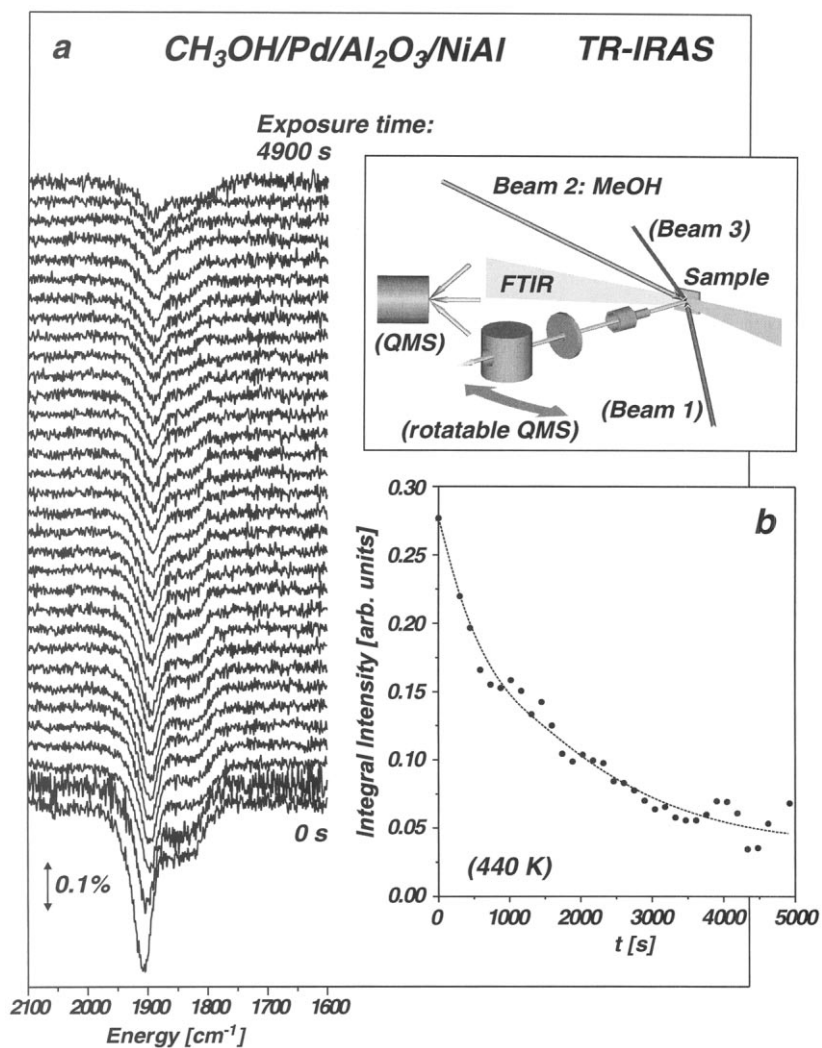 a CH₃OH/Pd/Al₂O₃/NiAl TR-IRAS
Exposure time:
4900 s
Beam 2: MeOH
(Beam 3)
FTIR
Sample
(QMS)
(Beam 1)
(rotatable QMS)
0 s
0.1%
2100 2000 1900 1800 1700 1600
Energy [cm⁻¹]
b
Integral Intensity [arb. units]
0.30
0.25
0.20
0.15
0.10
0.05
0.00
(440 K)
0 1000 2000 3000 4000 5000
t [s]